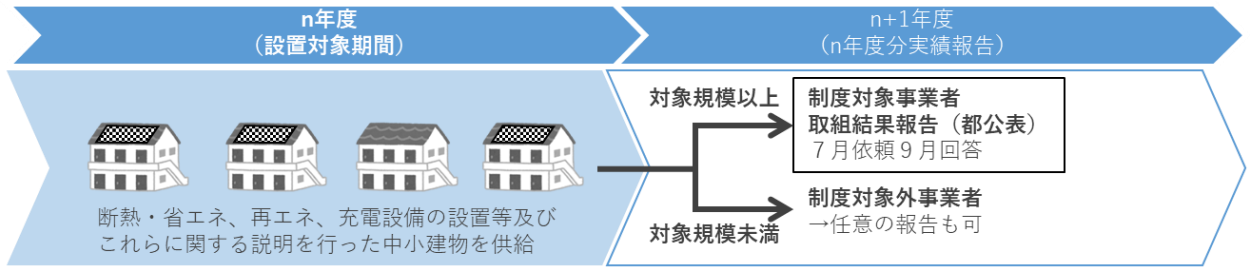 n年度
（設置対象期間）
n+1年度
（n年度分実績報告）
断熱・省エネ、再エネ、充電設備の設置等及び
これらに関する説明を行った中小建物を供給
対象規模以上
制度対象事業者
取組結果報告（都公表）
７月依頼９月回答
対象規模未満
制度対象外事業者
→任意の報告も可